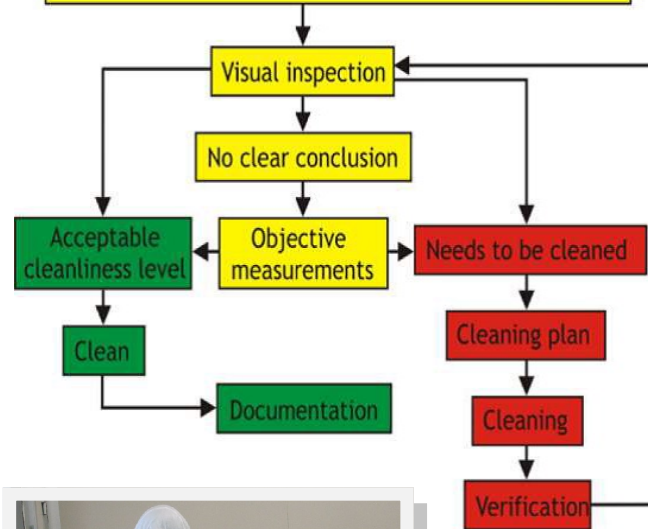 Visual inspection
No clear conclusion
Acceptable
cleanliness level
Objective
measurements
Needs to be cleaned
Clean
Cleaning plan
Documentation
Cleaning
Verification